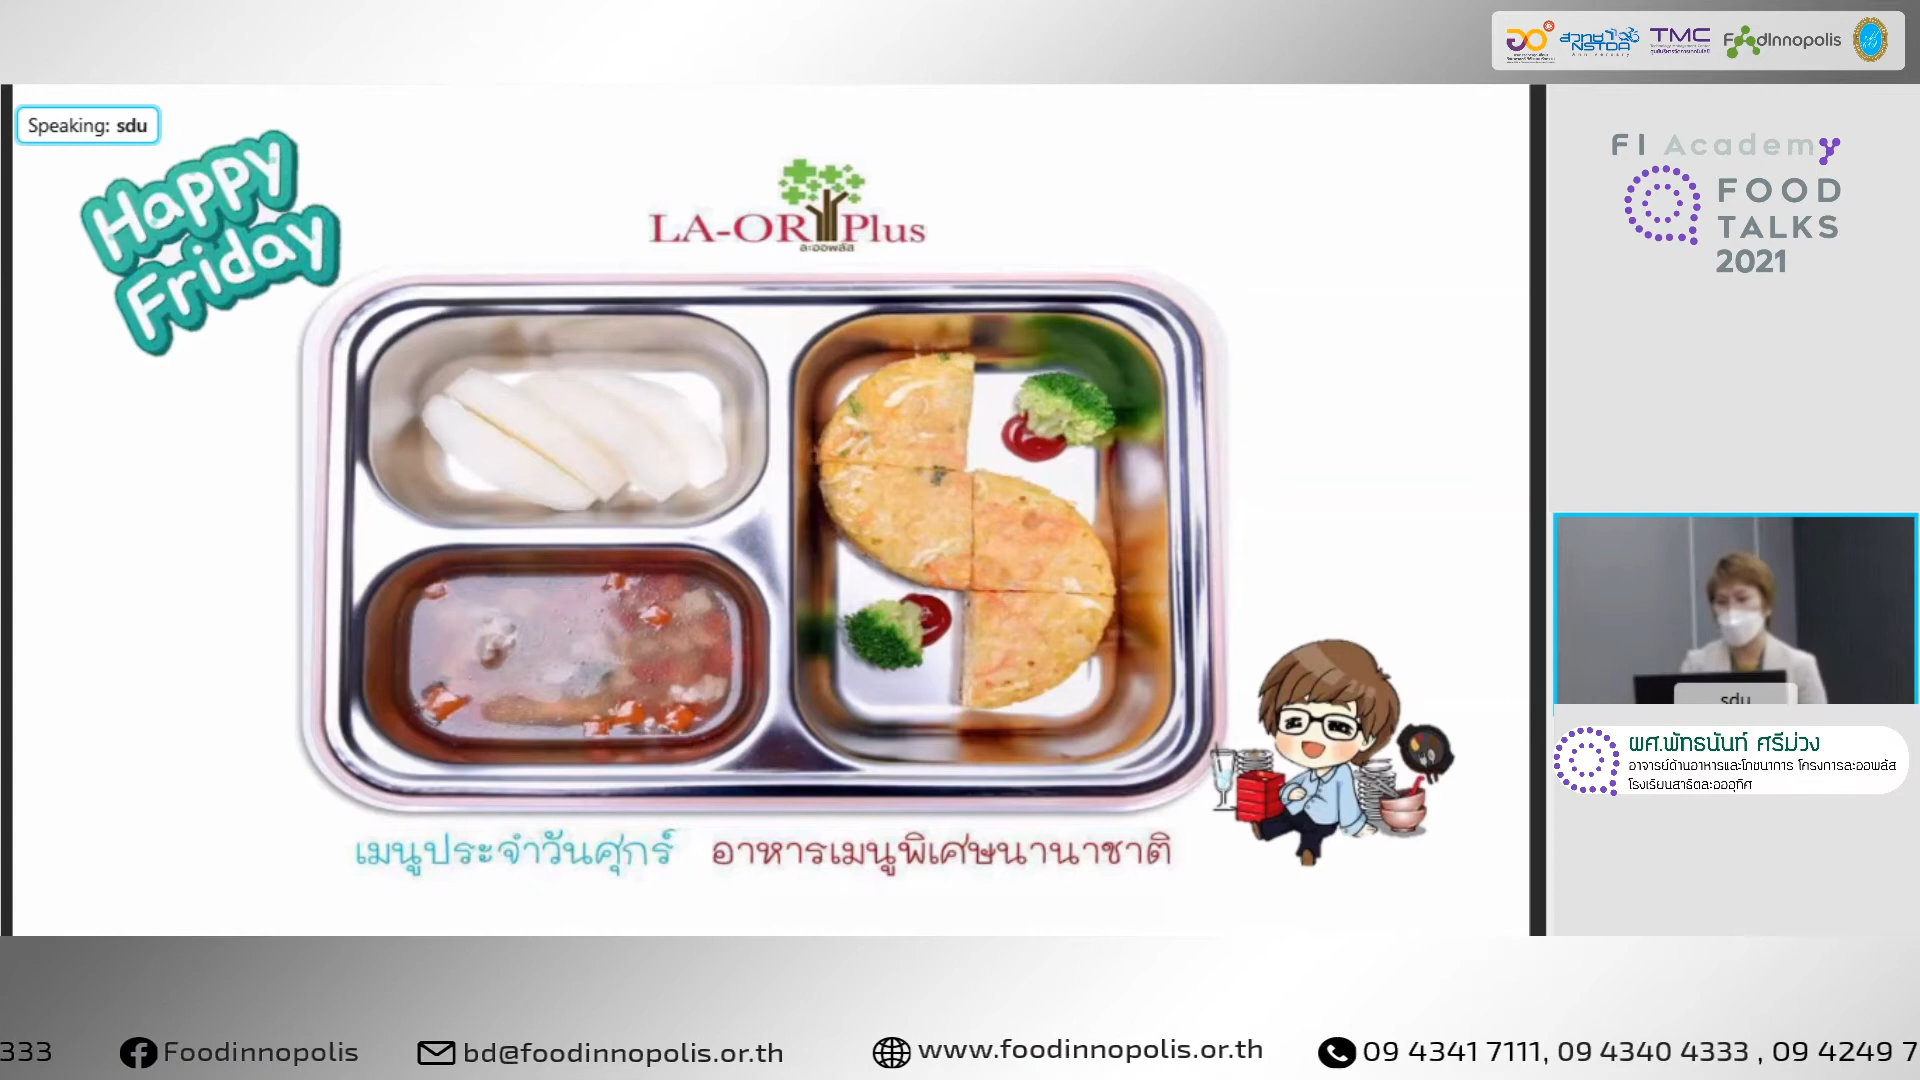 สวทช
NSTDA
Anniversary
TMC
FoodInnopolis
Speaking: sdu
Happy
Friday
LA-OR Plus
ละออพลัส
FI Academy
FOOD
TALKS
2021
sdu
ผศ.พัทธนันท์ ศรีม่วง
อาจารย์ด้านอาหารและโภชนาการ โครงการละออพลัส
โรงเรียนสาธิตละอออุทิศ
เมนูประจำวันศุกร์ อาหารเมนูพิเศษนานาชาติ
333 Foodinnopolis bd@foodinnopolis.or.th www.foodinnopolis.or.th 09 4341 7111, 09 4340 4333 , 09 4249 7